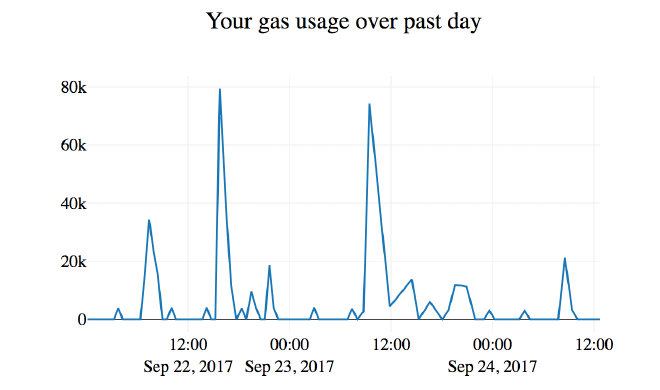 Your gas usage over past day
80k
60k
40k
20k
0
12:00 00:00 12:00 00:00 12:00
Sep 22, 2017 Sep 23, 2017 Sep 24, 2017